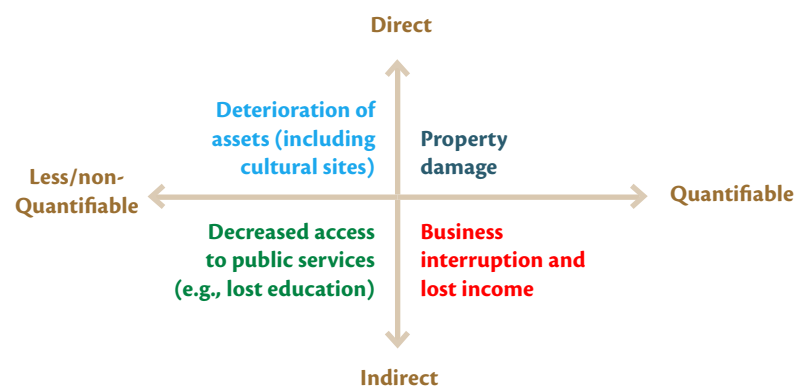 Direct
Deterioration of
assets (including
cultural sites)
Property
damage
Less/non-
Quantifiable
Quantifiable
Decreased access
to public services
(e.g., lost education)
Business
interruption and
lost income
Indirect